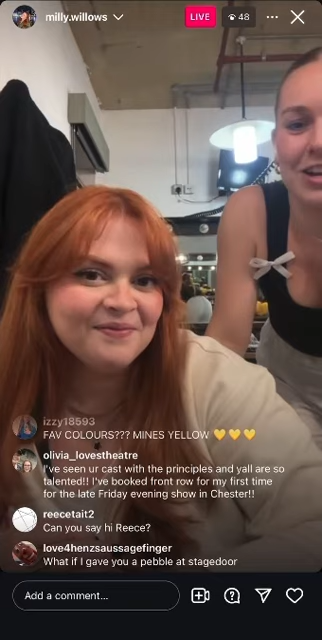 milly.willows
LIVE
48
izzy18593
FAV COLOURS??? MINES YELLOW 💛💛💛
olivia_lovestheatre
I've seen ur cast with the principles and yall are so
talented!! I've booked front row for my first time
for the late Friday evening show in Chester!!
reecetait2
Can you say hi Reece?
love4henzsaussagefinger
What if I gave you a pebble at stagedoor
Add a comment...